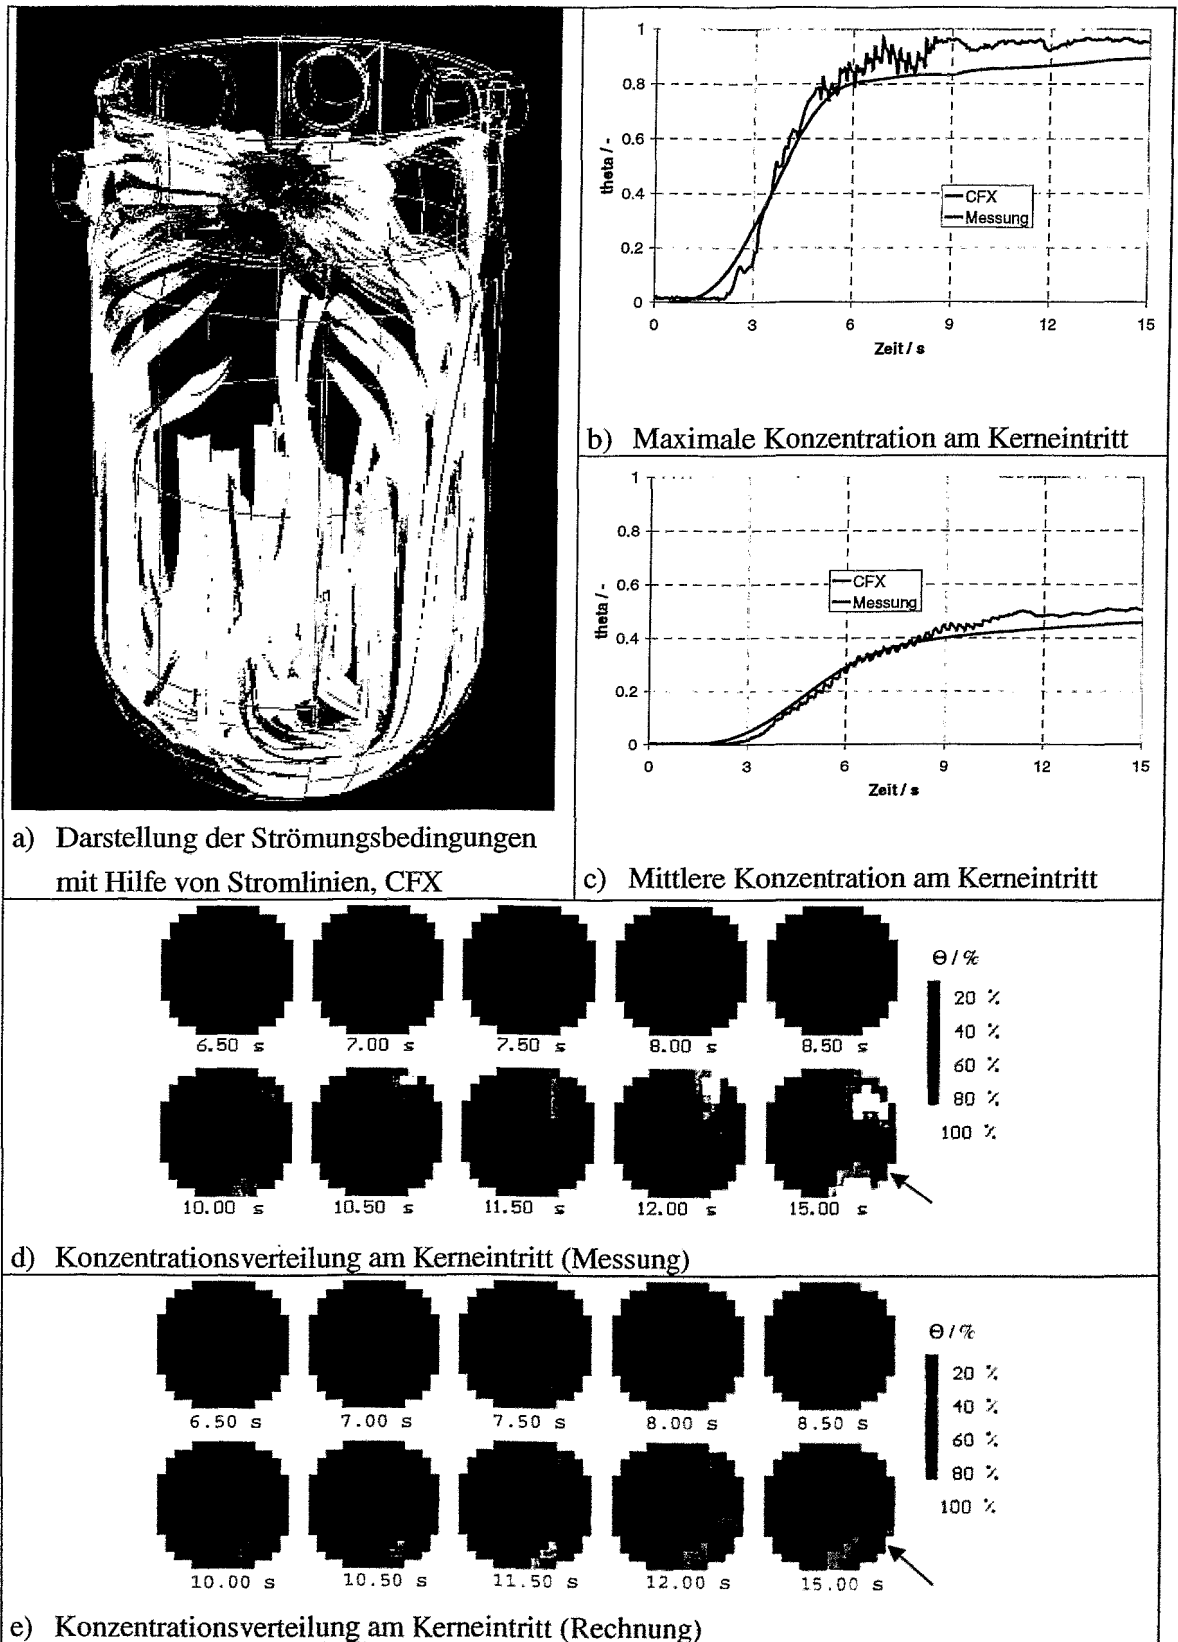 1
0.8
0.6
0.4
0.2
0
theta / -
CFX
Messung
0 3 6 9 12 15
Zeit / s
b) Maximale Konzentration am Kerneintritt
1
0.8
0.6
0.4
0.2
0
theta / -
CFX
Messung
0 3 6 9 12 15
Zeit / s
a) Darstellung der Strömungsbedingungen
mit Hilfe von Stromlinien, CFX
c) Mittlere Konzentration am Kerneintritt
6.50 s 7.00 s 7.50 s 8.00 s 8.50 s
10.00 s 10.50 s 11.50 s 12.00 s 15.00 s
Θ / %
20 %
40 %
60 %
80 %
100 %
d) Konzentrationsverteilung am Kerneintritt (Messung)
6.50 s 7.00 s 7.50 s 8.00 s 8.50 s
10.00 s 10.50 s 11.50 s 12.00 s 15.00 s
Θ / %
20 %
40 %
60 %
80 %
100 %
e) Konzentrationsverteilung am Kerneintritt (Rechnung)